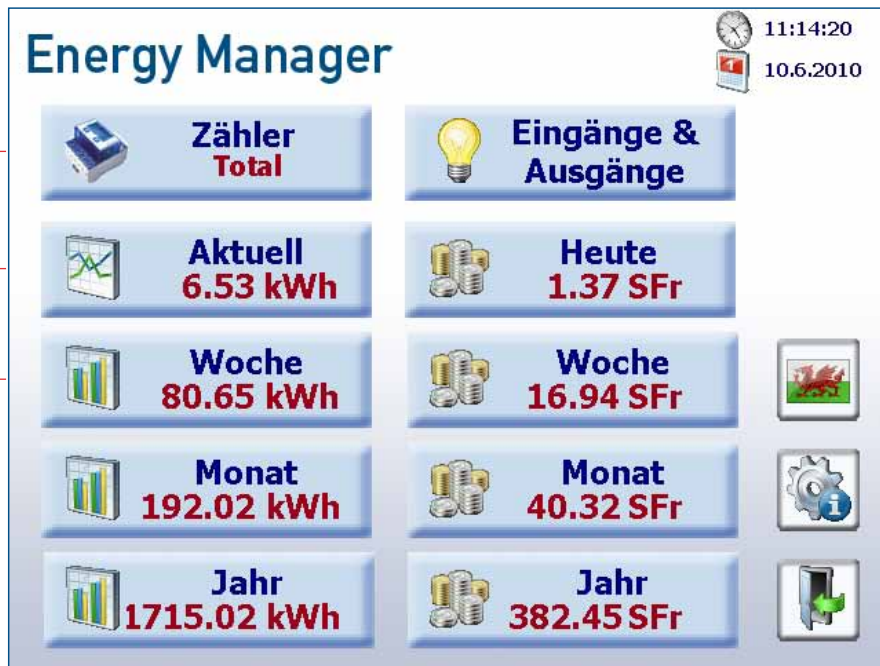 Energy Manager
11:14:20
10.6.2010
Zähler
Total
Eingänge &
Ausgänge
Aktuell
6.53 kWh
Heute
1.37 SFr
Woche
80.65 kWh
Woche
16.94 SFr
Monat
192.02 kWh
Monat
40.32 SFr
Jahr
1715.02 kWh
Jahr
382.45 SFr